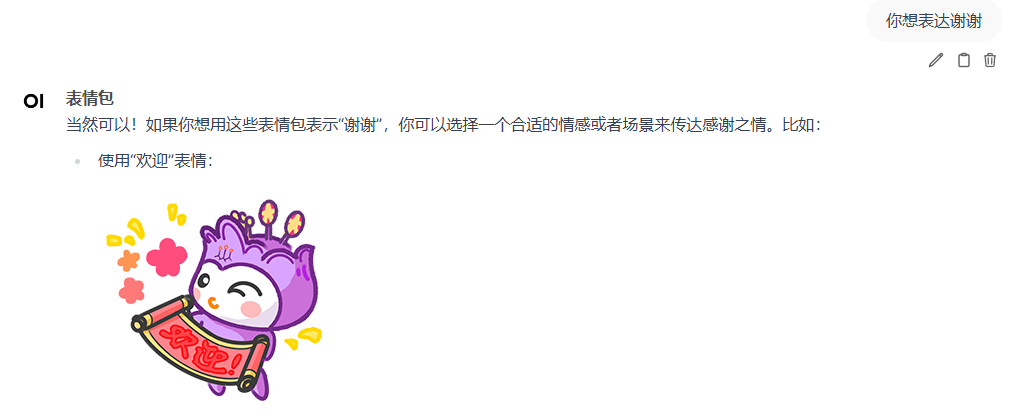 你想表达谢谢
OI
表情包
当然可以！如果你想用这些表情包表示“谢谢”，你可以选择一个合适的情感或者场景来传达感谢之情。比如：
使用“欢迎”表情：
欢迎！